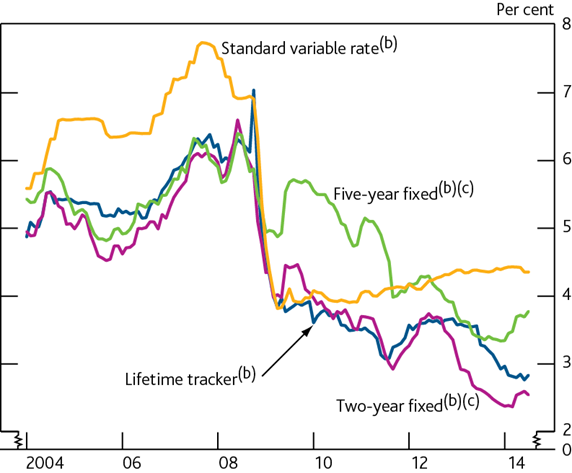 Per cent
8
Standard variable rate(b)
7
6
Five-year fixed(b)(c)
5
4
3
Lifetime tracker(b)
Two-year fixed(b)(c)
2
0
2004 06 08 10 12 14